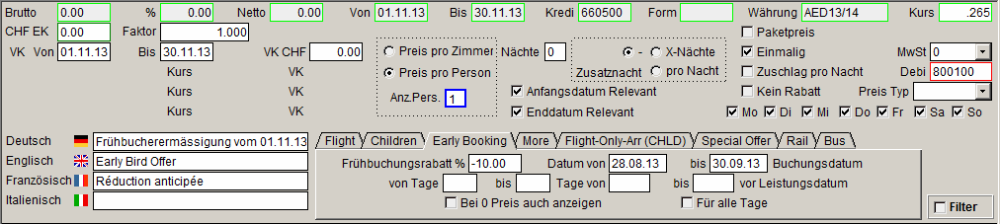 Brutto 0.00 % 0.00 Netto 0.00 Von 01.11.13 Bis 30.11.13 Kredi 660500 Form Währung AED13/14 Kurs .265
CHF EK 0.00 Faktor 1.000 Paketpreis
VK Von 01.11.13 Bis 30.11.13 VK CHF 0.00 Preis pro Zimmer Nächte 0 - X-Nächte Einmalig MwSt 0
Kurs VK Preis pro Person Zusatznacht pro Nacht Zuschlag pro Nacht Debi 800100
Kurs VK Anz.Pers. 1 Anfangsdatum Relevant Kein Rabatt Preis Typ
Kurs VK Enddatum Relevant Mo Di Mi Do Fr Sa So
Deutsch Frühbucherermässigung vom 01.11.13 Flight Children Early Booking More Flight-Only-Arr (CHLD) Special Offer Rail Bus
Englisch Early Bird Offer Frühbuchungsrabatt % -10.00 Datum von 28.08.13 bis 30.09.13 Buchungsdatum
Französisch Réduction anticipée von Tage bis Tage von bis vor Leistungsdatum
Italienisch Bei 0 Preis auch anzeigen Für alle Tage Filter